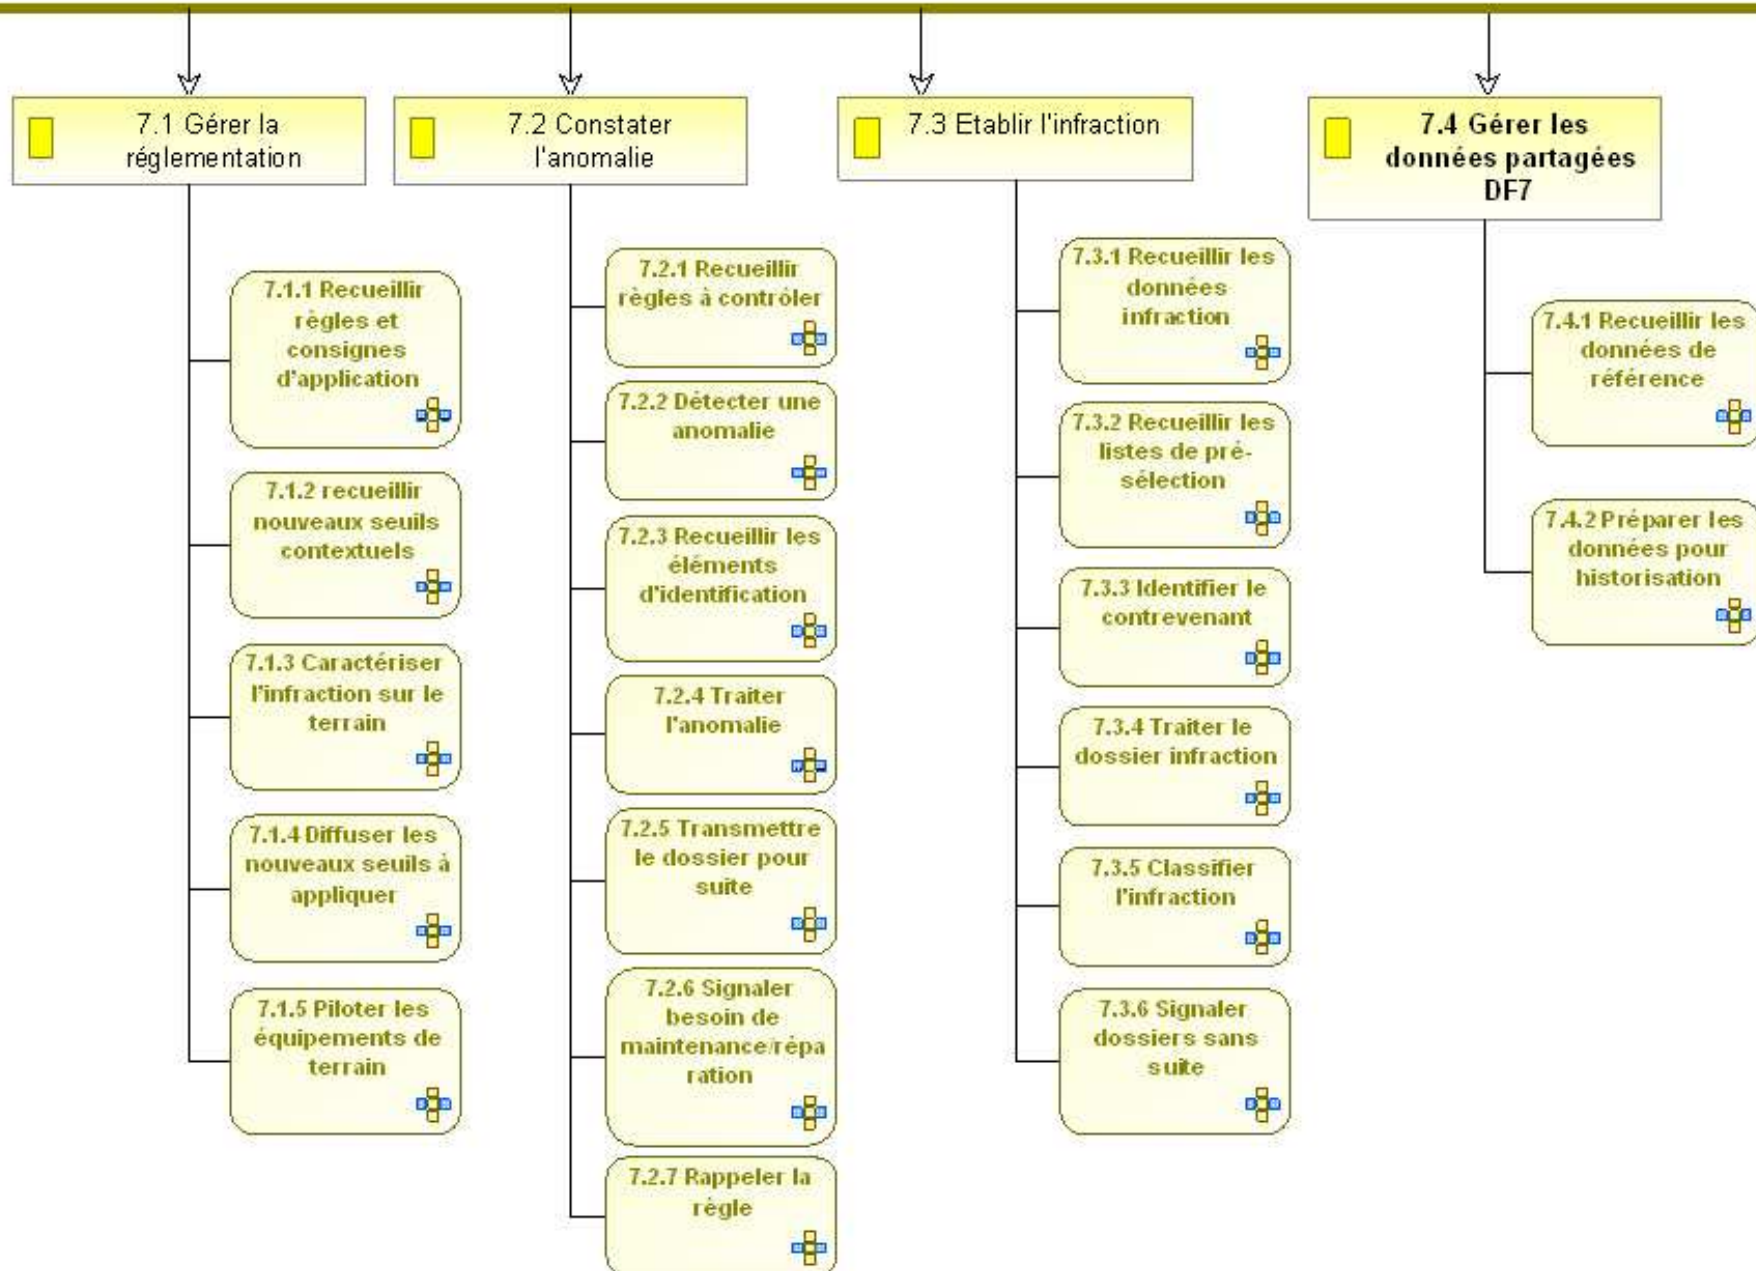 7.1 Gérer la
réglementation
7.1.1 Recueillir
règles et
consignes
d'application
7.1.2 recueillir
nouveaux seuils
contextuels
7.1.3 Caractériser
l'infraction sur le
terrain
7.1.4 Diffuser les
nouveaux seuils à
appliquer
7.1.5 Piloter les
équipements de
terrain
7.2 Constater
l'anomalie
7.2.1 Recueillir
règles à contrôler
7.2.2 Détecter une
anomalie
7.2.3 Recueillir les
éléments
d'identification
7.2.4 Traiter
l'anomalie
7.2.5 Transmettre
le dossier pour
suite
7.2.6 Signaler
besoin de
maintenance/répa
ration
7.2.7 Rappeler la
règle
7.3 Etablir l'infraction
7.3.1 Recueillir les
données
infraction
7.3.2 Recueillir les
listes de pré-
sélection
7.3.3 Identifier le
contrevenant
7.3.4 Traiter le
dossier infraction
7.3.5 Classifier
l'infraction
7.3.6 Signaler
dossiers sans
suite
7.4 Gérer les
données partagées
DF7
7.4.1 Recueillir les
données de
référence
7.4.2 Préparer les
données pour
historisation